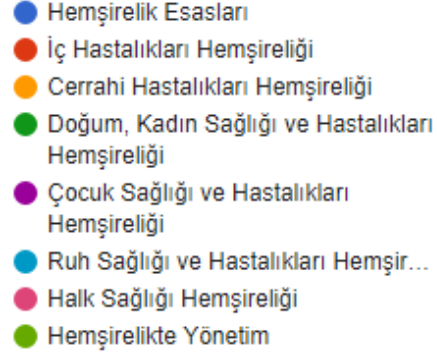 Hemşirelik Esasları
İç Hastalıkları Hemşireliği
Cerrahi Hastalıkları Hemşireliği
Doğum, Kadın Sağlığı ve Hastalıkları
Hemşireliği
Çocuk Sağlığı ve Hastalıkları
Hemşireliği
Ruh Sağlığı ve Hastalıkları Hemşir...
Halk Sağlığı Hemşireliği
Hemşirelikte Yönetim